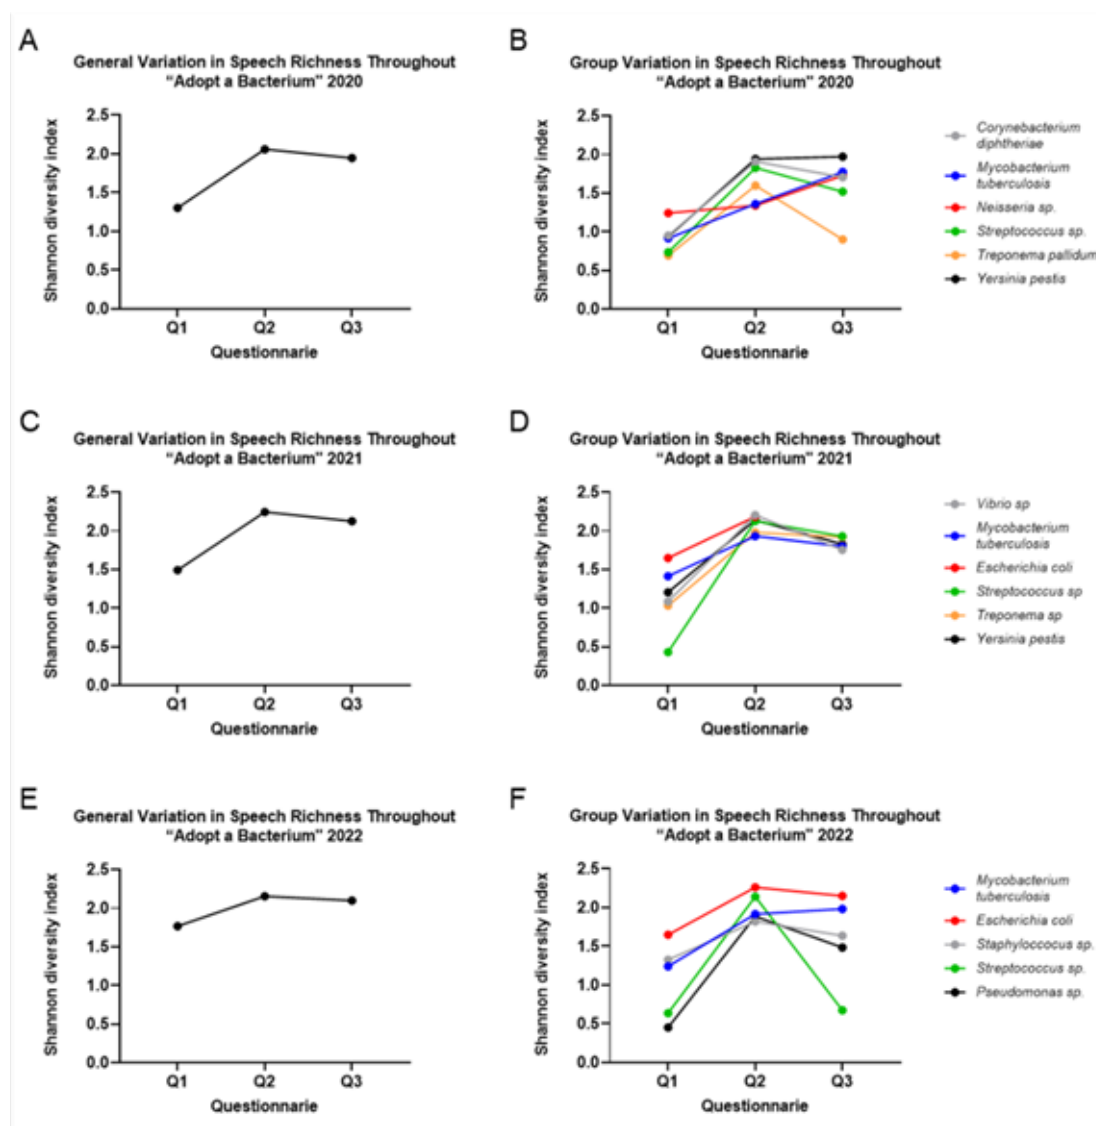 A
General Variation in Speech Richness Throughout
“Adopt a Bacterium” 2020
Shannon diversity index
2.5
2.0
1.5
1.0
0.5
0.0
Q1 Q2 Q3
Questionnarie
B
Group Variation in Speech Richness Throughout
“Adopt a Bacterium” 2020
Shannon diversity index
2.5
2.0
1.5
1.0
0.5
0.0
Q1 Q2 Q3
Questionnarie
Corynebacterium
diphtheriae
Mycobacterium
tuberculosis
Neisseria sp.
Streptococcus sp.
Treponema pallidum
Yersinia pestis
C
General Variation in Speech Richness Throughout
“Adopt a Bacterium” 2021
Shannon diversity index
2.5
2.0
1.5
1.0
0.5
0.0
Q1 Q2 Q3
Questionnarie
D
Group Variation in Speech Richness Throughout
“Adopt a Bacterium” 2021
Shannon diversity index
2.5
2.0
1.5
1.0
0.5
0.0
Q1 Q2 Q3
Questionnarie
Vibrio sp
Mycobacterium
tuberculosis
Escherichia coli
Streptococcus sp
Treponema sp
Yersinia pestis
E
General Variation in Speech Richness Throughout
“Adopt a Bacterium” 2022
Shannon diversity index
2.5
2.0
1.5
1.0
0.5
0.0
Q1 Q2 Q3
Questionnarie
F
Group Variation in Speech Richness Throughout
“Adopt a Bacterium” 2022
Shannon diversity index
2.5
2.0
1.5
1.0
0.5
0.0
Q1 Q2 Q3
Questionnarie
Mycobacterium
tuberculosis
Escherichia coli
Staphyloccocus sp.
Streptococcus sp.
Pseudomonas sp.